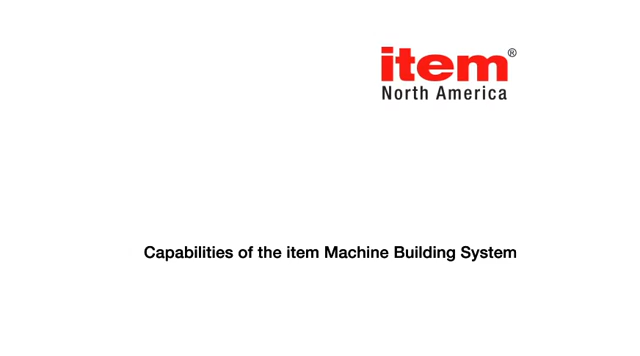 item®
North America
Capabilities of the item Machine Building System